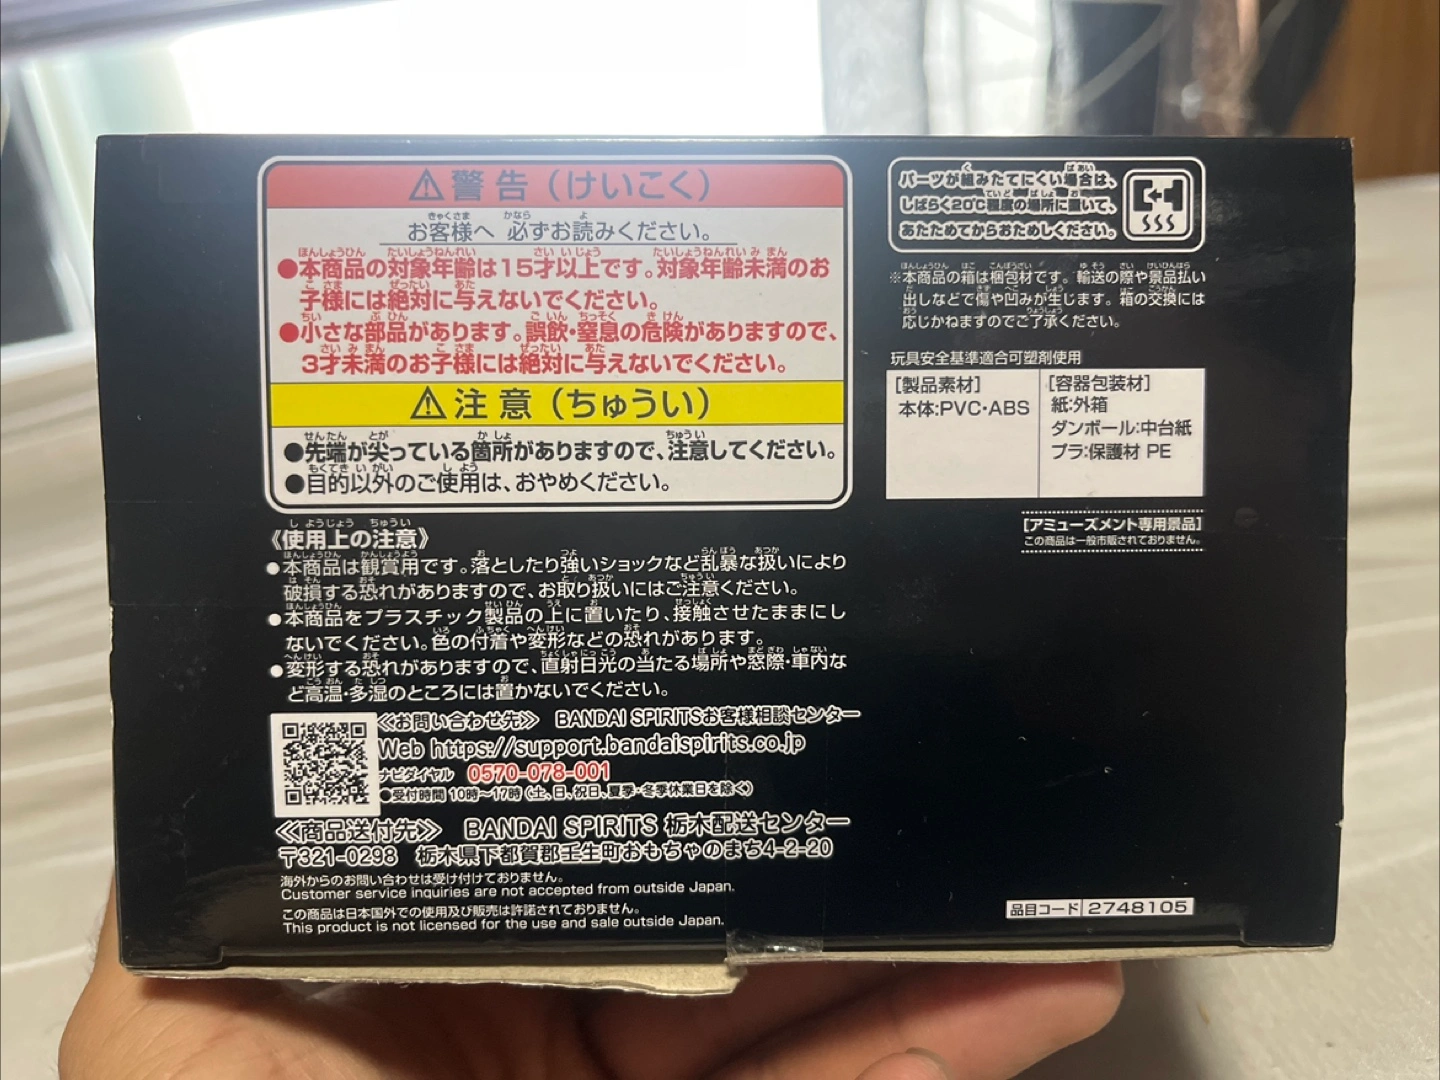 ⚠警告（けいこく）
お客様へ 必ずお読みください。
●本商品の対象年齢は15才以上です。対象年齢未満のお
子様には絶対に与えないでください。
●小さな部品があります。誤飲・窒息の危険がありますので、
3才未満のお子様には絶対に与えないでください。
⚠注意（ちゅうい）
●先端が尖っている箇所がありますので、注意してください。
●目的以外のご使用は、おやめください。
《使用上の注意》
●本商品は観賞用です。落としたり強いショックなど乱暴な扱いにより
破損する恐れがありますので、お取り扱いにはご注意ください。
●本商品をプラスチック製品の上に置いたり、接触させたままにし
ないでください。色の付着や変形などの恐れがあります。
●変形する恐れがありますので、直射日光の当たる場所や窓際・車内な
ど高温・多湿のところには置かないでください。
≪お問い合わせ先≫ BANDAI SPIRITSお客様相談センター
Web https://support.bandaispirits.co.jp
ナビダイヤル 0570-078-001
●受付時間 10時〜17時（土、日、祝日、夏季・冬季休業日を除く）
≪商品送付先≫ BANDAI SPIRITS 栃木配送センター
〒321-0298 栃木県下都賀郡壬生町おもちゃのまち4-2-20
海外からのお問い合わせは受け付けておりません。
Customer service inquiries are not accepted from outside Japan.
この商品は日本国外での使用及び販売は許諾されておりません。
This product is not licensed for the use and sale outside Japan.
パーツが組みたてにくい場合は、
しばらく20℃程度の場所に置いて、
あたためてからおためしください。
※本商品の箱は梱包材です。輸送の際や景品払い
出しなどで傷や凹みが生じます。箱の交換には
応じかねますのでご了承ください。
玩具安全基準適合可塑剤使用
[製品素材]
本体:PVC・ABS
[容器包装材]
紙:外箱
ダンボール:中台紙
プラ:保護材 PE
[アミューズメント専用景品]
この商品は一般市販されておりません。
品目コード 2748105